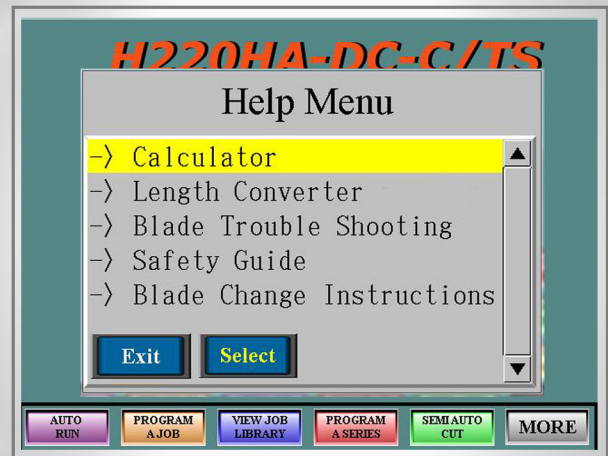 H220HA-DC-C/TS
Help Menu
-> Calculator
-> Length Converter
-> Blade Trouble Shooting
-> Safety Guide
-> Blade Change Instructions
Exit
Select
AUTO
RUN
PROGRAM
A JOB
VIEW JOB
LIBRARY
PROGRAM
A SERIES
SEMI AUTO
CUT
MORE